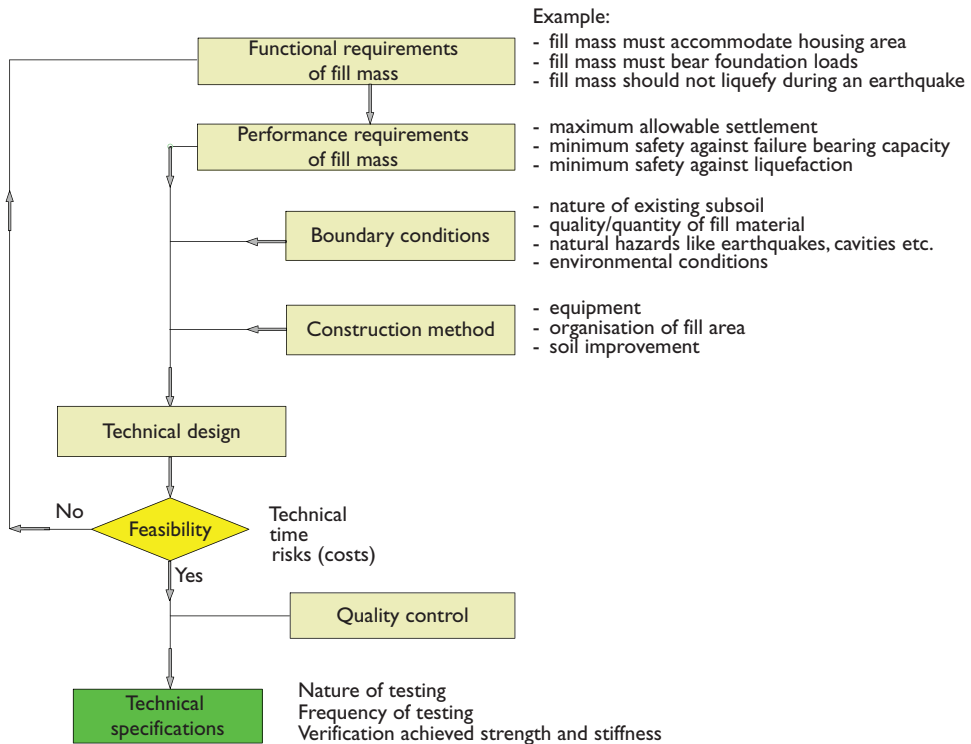 Example:
Functional requirements
of fill mass
- fill mass must accommodate housing area
- fill mass must bear foundation loads
- fill mass should not liquefy during an earthquake
Performance requirements
of fill mass
- maximum allowable settlement
- minimum safety against failure bearing capacity
- minimum safety against liquefaction
Boundary conditions
- nature of existing subsoil
- quality/quantity of fill material
- natural hazards like earthquakes, cavities etc.
- environmental conditions
Construction method
- equipment
- organisation of fill area
- soil improvement
Technical design
No
Feasibility
Technical
time
risks (costs)
Yes
Quality control
Technical
specifications
Nature of testing
Frequency of testing
Verification achieved strength and stiffness